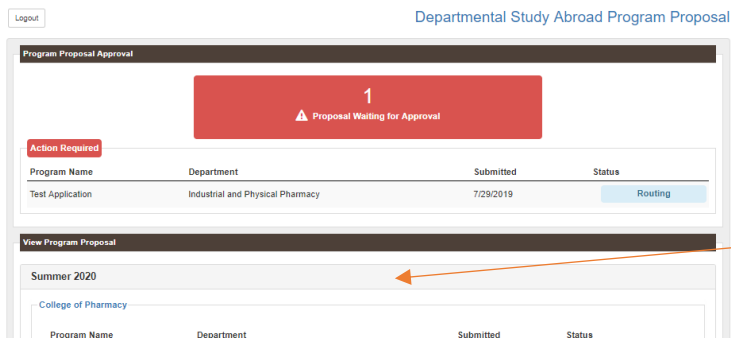 Logout
Departmental Study Abroad Program Proposal
Program Proposal Approval
1
Proposal Waiting for Approval
Action Required
Program Name Department Submitted Status
Test Application Industrial and Physical Pharmacy 7/29/2019 Routing
View Program Proposal
Summer 2020
College of Pharmacy
Program Name Department Submitted Status